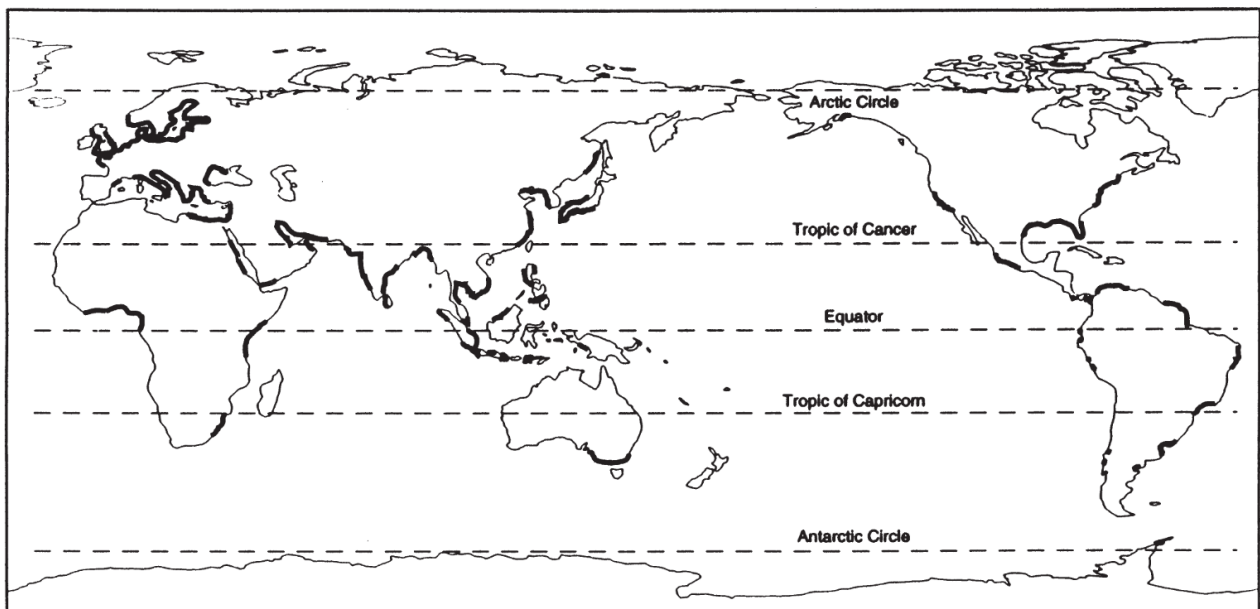 Arctic Circle
Tropic of Cancer
Equator
Tropic of Capricorn
Antarctic Circle